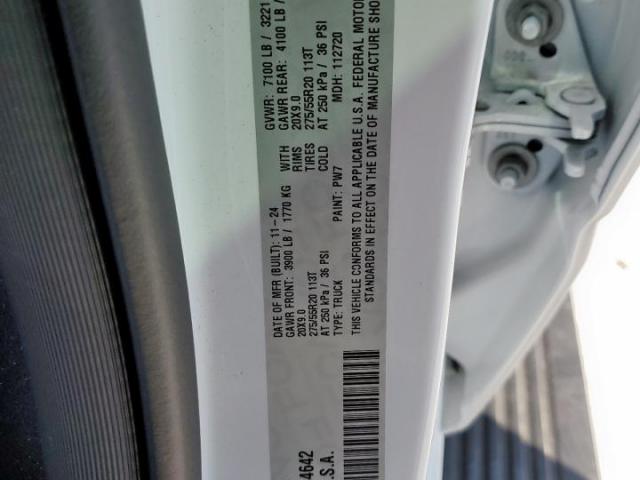 DATE OF MFR (BUILT): 11-24 GVWR: 7100 LB / 3221
GAWR FRONT: 3900 LB / 1770 KG WITH GAWR REAR: 4100 LB /
20X9.0 RIMS 20X9.0
275/55R20 113T TIRES 275/55R20 113T
AT 250 kPa / 36 PSI COLD AT 250 kPa / 36 PSI
TYPE: TRUCK PAINT: PW7 MDH: 112720
THIS VEHICLE CONFORMS TO ALL APPLICABLE U.S.A. FEDERAL MOTOR
STANDARDS IN EFFECT ON THE DATE OF MANUFACTURE SHO
4642
.S.A.